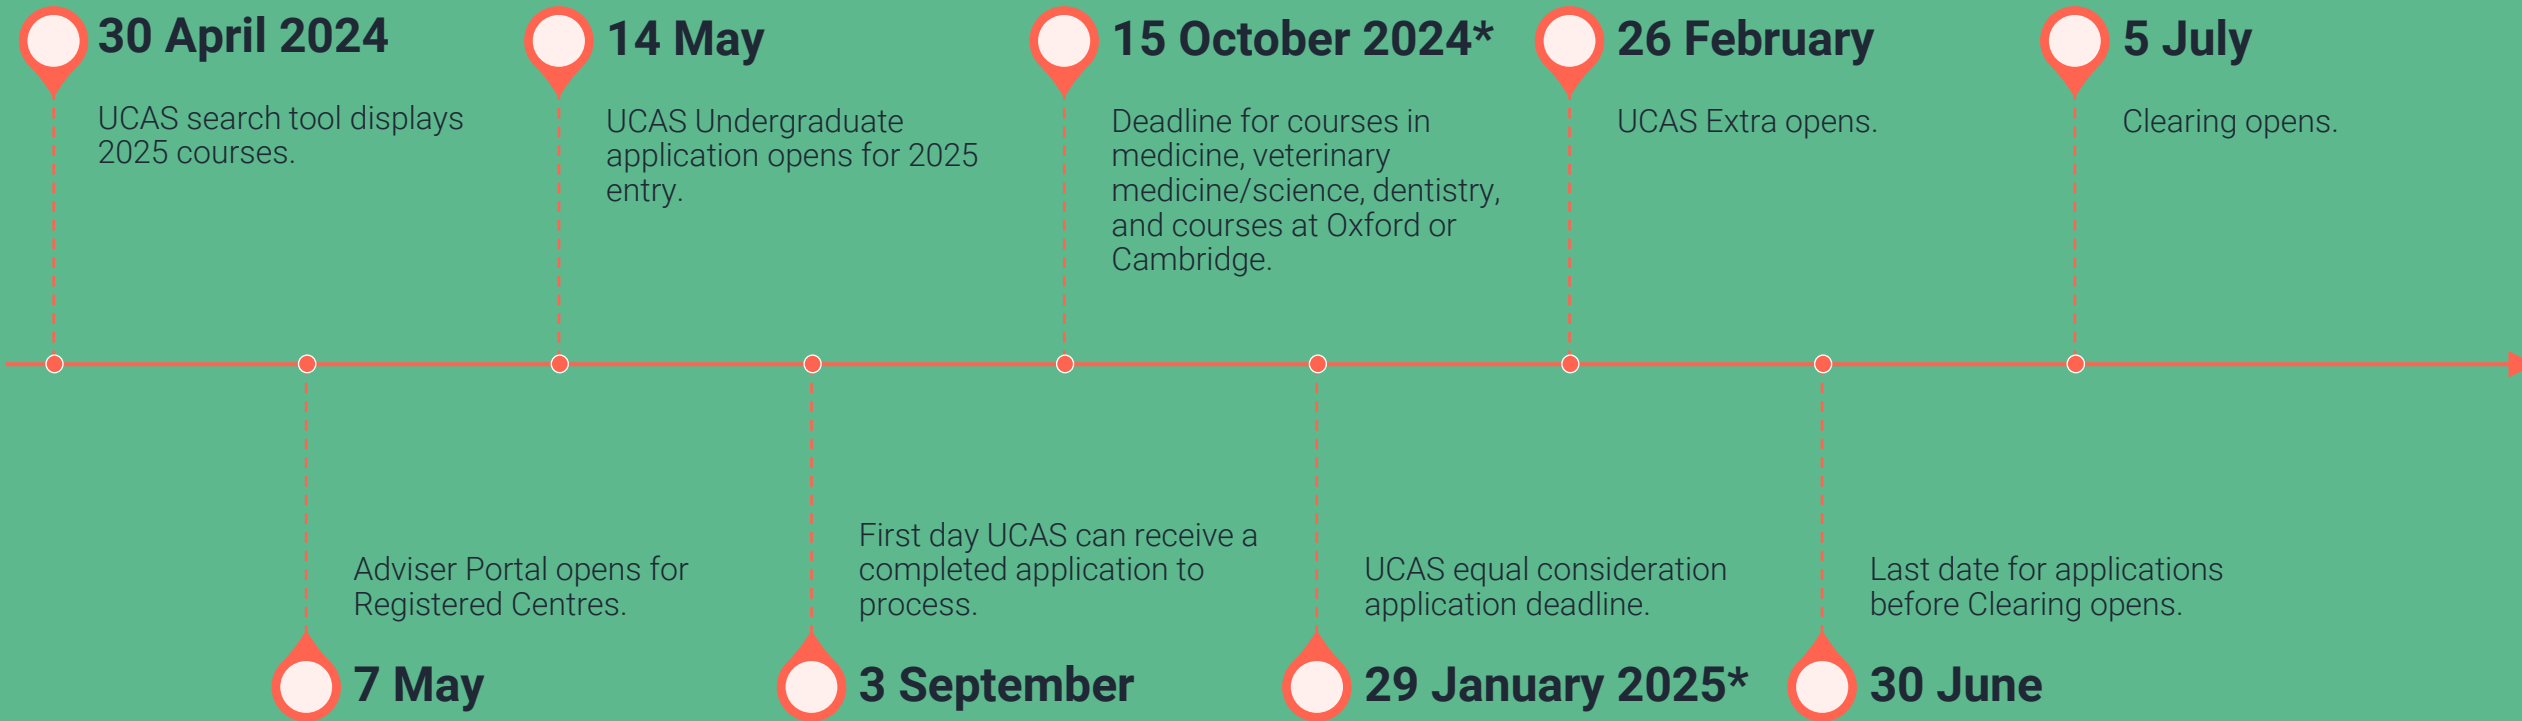 30 April 2024
UCAS search tool displays
2025 courses.
14 May
UCAS Undergraduate
application opens for 2025
entry.
15 October 2024*
Deadline for courses in
medicine, veterinary
medicine/science, dentistry,
and courses at Oxford or
Cambridge.
26 February
UCAS Extra opens.
5 July
Clearing opens.
Adviser Portal opens for
Registered Centres.
7 May
First day UCAS can receive a
completed application to
process.
3 September
UCAS equal consideration
application deadline.
29 January 2025*
Last date for applications
before Clearing opens.
30 June